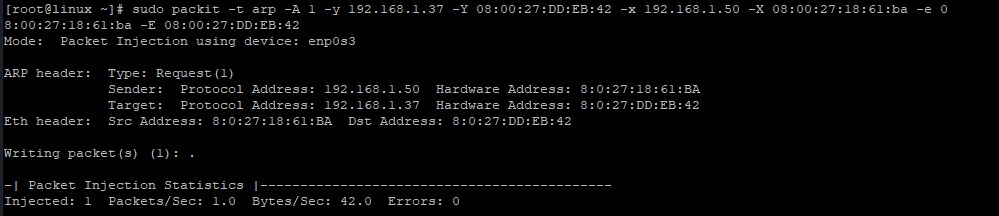 [root@linux ~]# sudo packit -t arp -A 1 -y 192.168.1.37 -Y 08:00:27:DD:EB:42 -x 192.168.1.50 -X 08:00:27:18:61:ba -e 0
8:00:27:18:61:ba -E 08:00:27:DD:EB:42
Mode:  Packet Injection using device: enp0s3

ARP header:  Type: Request(1)
             Sender:  Protocol Address: 192.168.1.50  Hardware Address: 8:0:27:18:61:BA
             Target:  Protocol Address: 192.168.1.37  Hardware Address: 8:0:27:DD:EB:42
Eth header:  Src Address: 8:0:27:18:61:BA  Dst Address: 8:0:27:DD:EB:42

Writing packet(s) (1): .

-| Packet Injection Statistics |--------------------------------------------
Injected: 1  Packets/Sec: 1.0  Bytes/Sec: 42.0  Errors: 0